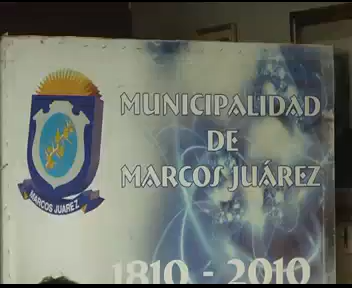 MUNICIPALIDAD
DE
MARCOS JUÁREZ
MARCOS JUAREZ
1810 - 2010